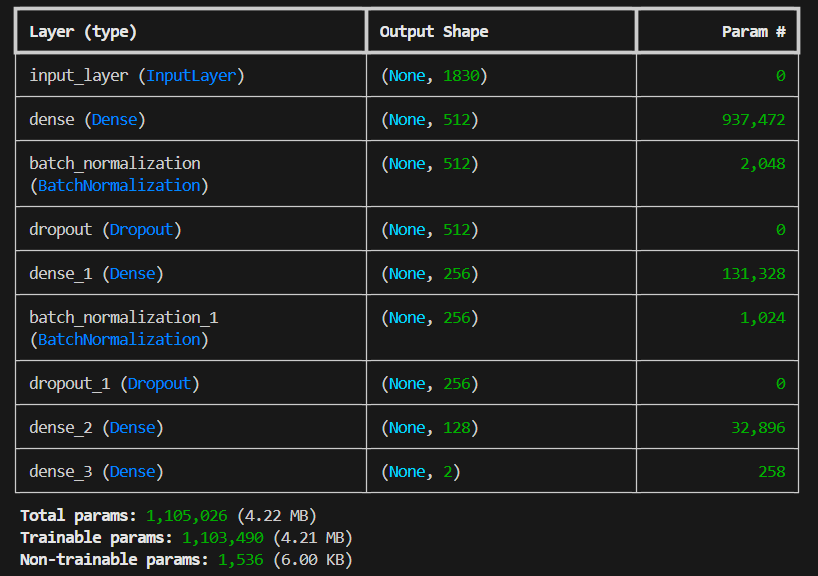 Layer (type) Output Shape Param #
input_layer (InputLayer) (None, 1830) 0
dense (Dense) (None, 512) 937,472
batch_normalization (None, 512) 2,048
(BatchNormalization)
dropout (Dropout) (None, 512) 0
dense_1 (Dense) (None, 256) 131,328
batch_normalization_1 (None, 256) 1,024
(BatchNormalization)
dropout_1 (Dropout) (None, 256) 0
dense_2 (Dense) (None, 128) 32,896
dense_3 (Dense) (None, 2) 258
Total params: 1,105,026 (4.22 MB)
Trainable params: 1,103,490 (4.21 MB)
Non-trainable params: 1,536 (6.00 KB)